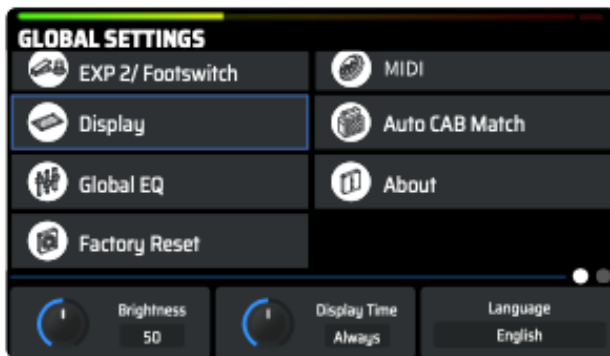 GLOBAL SETTINGS
EXP 2/ Footswitch
MIDI
Display
Auto CAB Match
Global EQ
About
Factory Reset
Brightness
50
Display Time
Always
Language
English